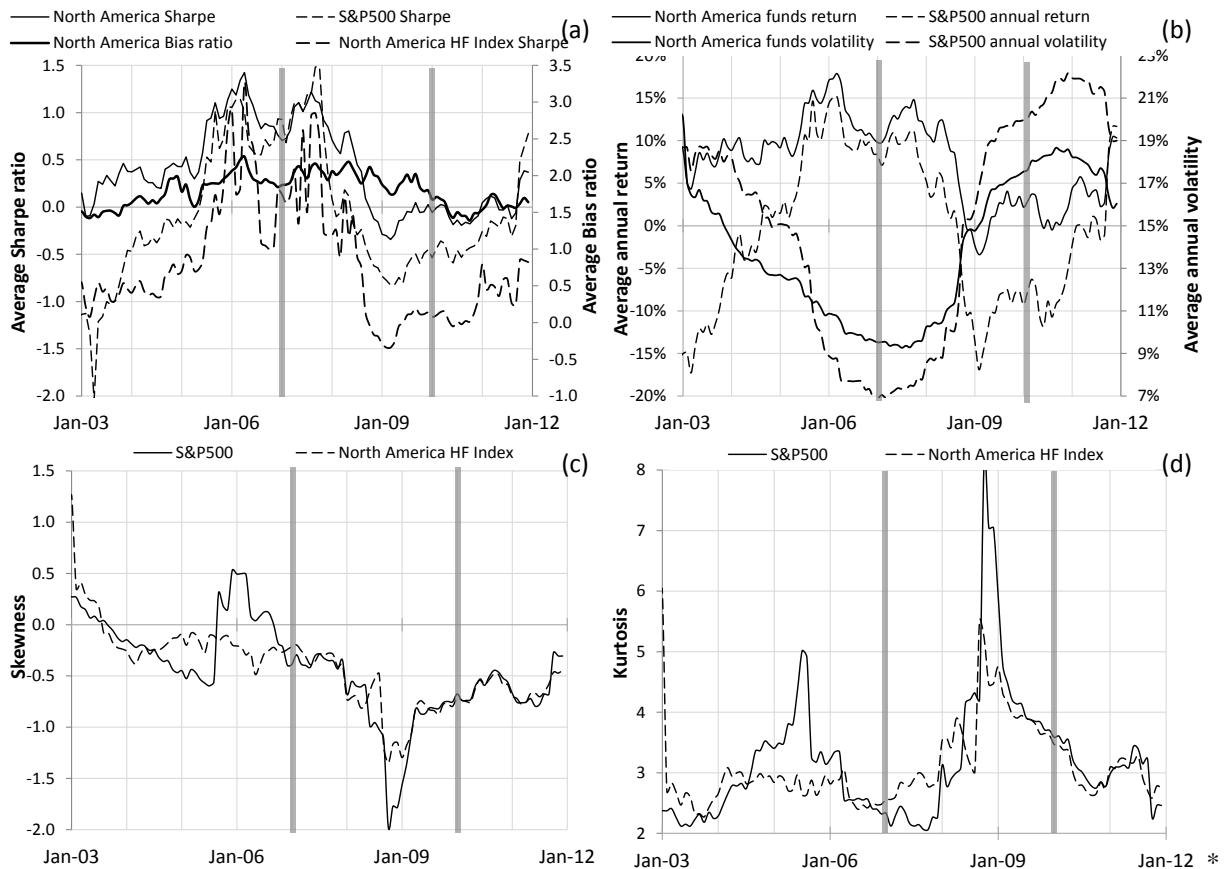 North America Sharpe
S&P500 Sharpe
North America Bias ratio
North America HF Index Sharpe
(a)
1.5
1.0
0.5
0.0
-0.5
-1.0
-1.5
-2.0
Average Sharpe ratio
3.5
3.0
2.5
2.0
1.5
1.0
0.5
0.0
-0.5
-1.0
Average Bias ratio
Jan-03 Jan-06 Jan-09 Jan-12
North America funds return
S&P500 annual return
North America funds volatility
S&P500 annual volatility
(b)
20%
15%
10%
5%
0%
-5%
-10%
-15%
-20%
Average annual return
23%
21%
19%
17%
15%
13%
11%
9%
7%
Average annual volatility
Jan-03 Jan-06 Jan-09 Jan-12
S&P500
North America HF Index
(c)
1.5
1.0
0.5
0.0
-0.5
-1.0
-1.5
-2.0
Skewness
Jan-03 Jan-06 Jan-09 Jan-12
S&P500
North America HF Index
(d)
8
7
6
5
4
3
2
Kurtosis
Jan-03 Jan-06 Jan-09 Jan-12 *